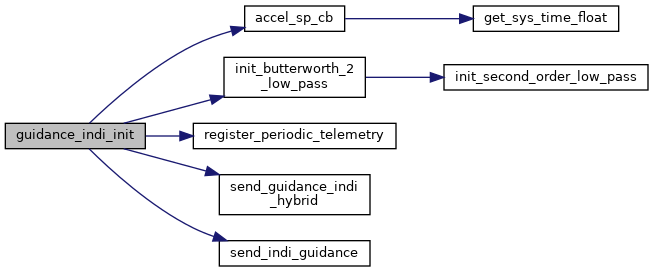 accel_sp_cb
get_sys_time_float
init_butterworth_2
_low_pass
init_second_order_low_pass
guidance_indi_init
register_periodic_telemetry
send_guidance_indi
_hybrid
send_indi_guidance